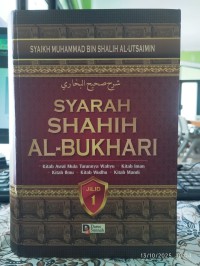 SYAIKH MUHAMMAD BIN SHALIH AL-UTSAIMIN
شرح صحيح البخاري
SYARAH
SHAHIH
AL-BUKHARI
• Kitab Awal Mula Turunnya Wahyu • Kitab Iman
Kitab Ilmu • Kitab Wudhu • Kitab Mandi
JILID
1
13/10/2025